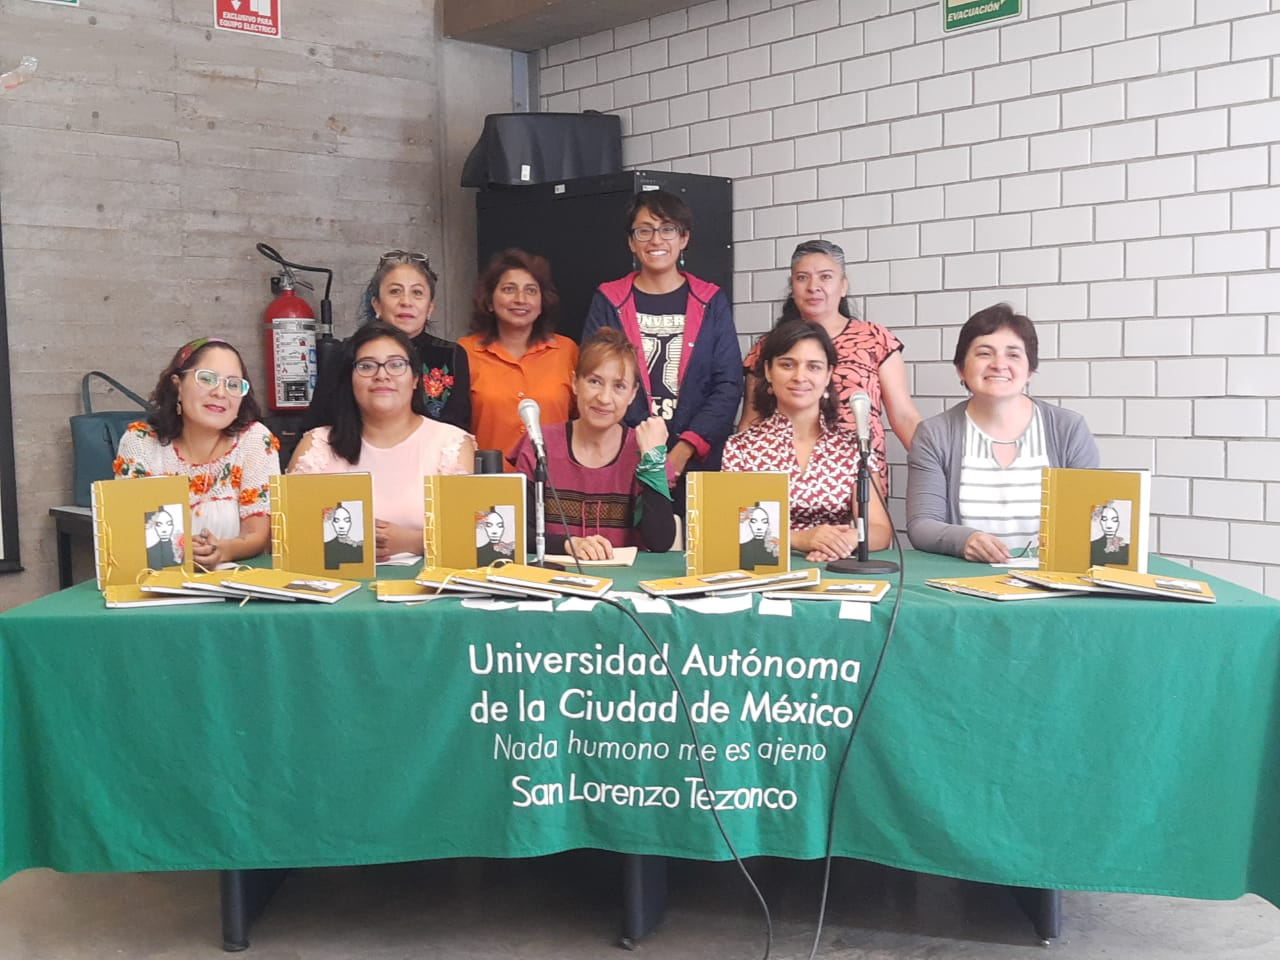 EXCLUSIVO PARA
EQUIPO ELECTRICO
EVACUACIÓN
EXTINTOR
Universidad Autónoma
de la Ciudad de México
Nada humono me es ajeno
San Lorenzo Tezonco